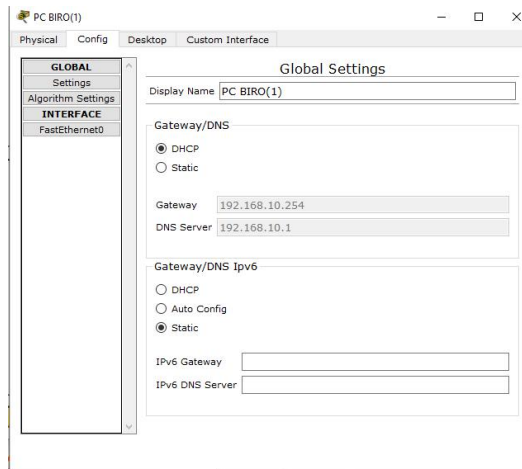 PC BIRO(1)
Physical Config Desktop Custom Interface
GLOBAL
Settings
Algorithm Settings
INTERFACE
FastEthernet0
Global Settings
Display Name PC BIRO(1)
Gateway/DNS
DHCP
Static
Gateway 192.168.10.254
DNS Server 192.168.10.1
Gateway/DNS Ipv6
DHCP
Auto Config
Static
IPv6 Gateway
IPv6 DNS Server